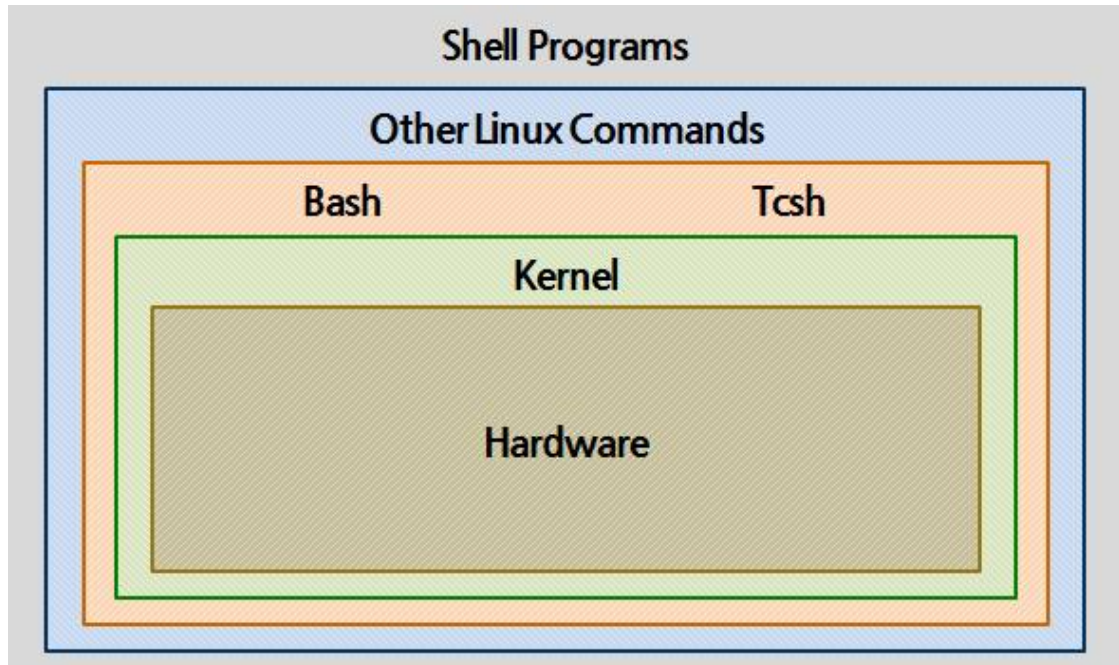 Shell Programs
Other Linux Commands
Bash Tcsh
Kernel
Hardware